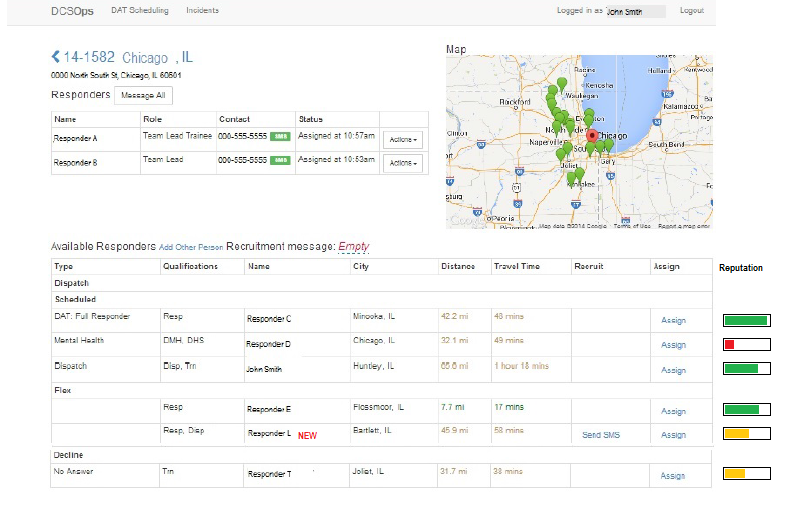 DCSOps DAT Scheduling Incidents Logged in as John Smith Logout
14-1582 Chicago , IL
0000 North South St, Chicago, IL 60601
Responders Message All
Name Role Contact Status
Responder A Team Lead Trainee 000-555-5555 SMS Assigned at 10:57am Actions
Responder B Team Lead 000-555-5555 SMS Assigned at 10:53am Actions
Map
Racine
Kenosha
Holland
Kentwood
Waukegan
Rockford
Kalamazoo
Portage
Clinton
Chicago
Naperville
South Bend
Gary
Joliet
Kankakee
Peoria
Map data ©2014 Google Terms of Use Report a map error
Available Responders Add Other Person Recruitment message: Empty
Type Qualifications Name City Distance Travel Time Recruit Assign Reputation
Dispatch
Scheduled
DAT: Full Responder Resp Responder C Minooka, IL 42.2 mi 48 mins Assign
Mental Health DMH, DHS Responder D Chicago, IL 32.1 mi 49 mins Assign
Dispatch Disp, Trn John Smith Huntley, IL 65.6 mi 1 hour 18 mins Assign
Flex
Resp Responder E Flossmoor, IL 7.7 mi 17 mins Assign
Resp, Disp Responder L NEW Bartlett, IL 45.9 mi 58 mins Send SMS Assign
Decline
No Answer Trn Responder T Joliet, IL 31.7 mi 38 mins Assign